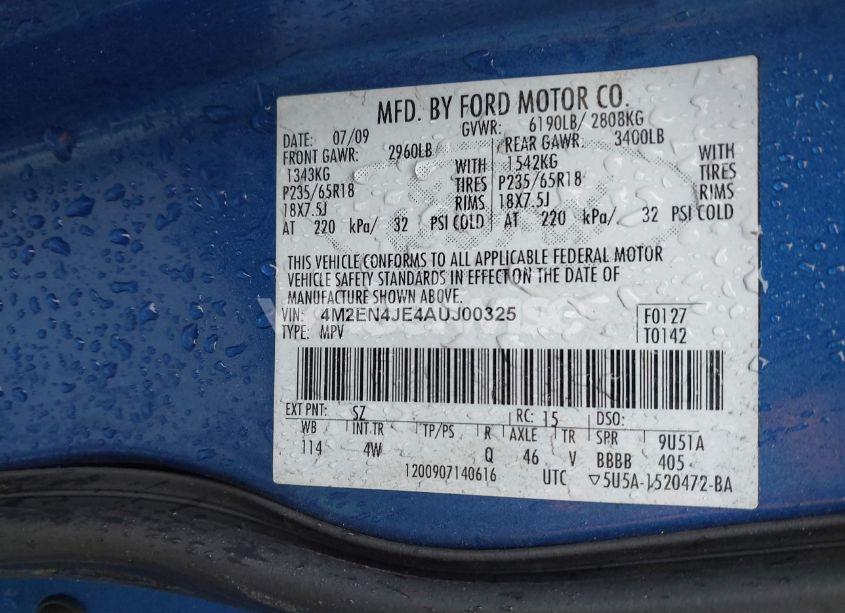 MFD. BY FORD MOTOR CO.
DATE: 07/09 GVWR: 6190LB/ 2808KG
FRONT GAWR: 2960LB REAR GAWR: 3400LB
1343KG WITH 1542KG WITH
P235/65R18 TIRES P235/65R18 TIRES
18X7.5J RIMS 18X7.5J RIMS
AT 220 kPa/ 32 PSI COLD AT 220 kPa/ 32 PSI COLD
THIS VEHICLE CONFORMS TO ALL APPLICABLE FEDERAL MOTOR
VEHICLE SAFETY STANDARDS IN EFFECT ON THE DATE OF
MANUFACTURE SHOWN ABOVE.
VIN: 4M2EN4JE4AUJ00325 F0127
TYPE: MPV T0142
EXT PNT: SZ RC: 15 DSO:
WB INT TR TP/PS R AXLE TR SPR 9U51A
114 4W Q 46 V BBBB 405
1200907140616 UTC ▽5U5A-1520472-BA